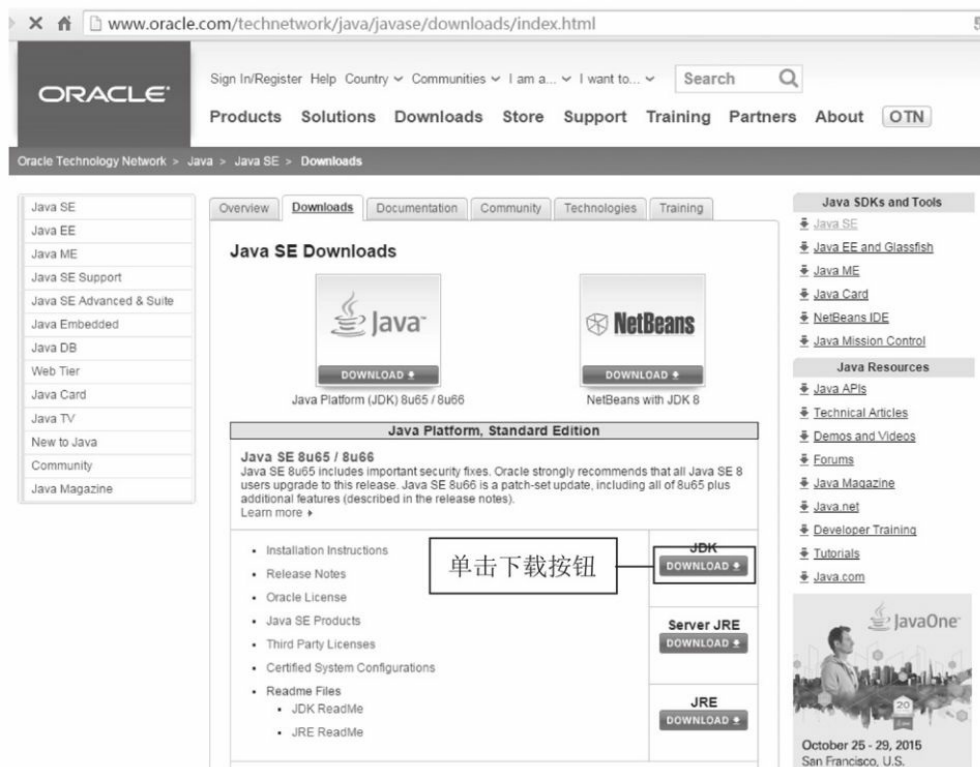 www.oracle.com/technetwork/java/javase/downloads/index.html
ORACLE
Sign In/Register Help Country Communities I am a... I want to... Search
Products Solutions Downloads Store Support Training Partners About OTN
Oracle Technology Network > Java > Java SE > Downloads
Java SE
Java EE
Java ME
Java SE Support
Java SE Advanced & Suite
Java Embedded
Java DB
Web Tier
Java Card
Java TV
New to Java
Community
Java Magazine
Overview Downloads Documentation Community Technologies Training
Java SE Downloads
Java
DOWNLOAD
Java Platform (JDK) 8u65 / 8u66
NetBeans
DOWNLOAD
NetBeans with JDK 8
Java Platform, Standard Edition
Java SE 8u65 / 8u66
Java SE 8u65 includes important security fixes. Oracle strongly recommends that all Java SE 8
users upgrade to this release. Java SE 8u66 is a patch-set update, including all of 8u65 plus
additional features (described in the release notes).
Learn more
Installation Instructions
Release Notes
Oracle License
Java SE Products
Third Party Licenses
Certified System Configurations
Readme Files
JDK ReadMe
JRE ReadMe
单击下载按钮
JDK
DOWNLOAD
Server JRE
DOWNLOAD
JRE
DOWNLOAD
Java SDKs and Tools
Java SE
Java EE and Glassfish
Java ME
Java Card
NetBeans IDE
Java Mission Control
Java Resources
Java APIs
Technical Articles
Demos and Videos
Forums
Java Magazine
Java.net
Developer Training
Tutorials
Java.com
JavaOne
20
October 25 - 29, 2015
San Francisco, U.S.